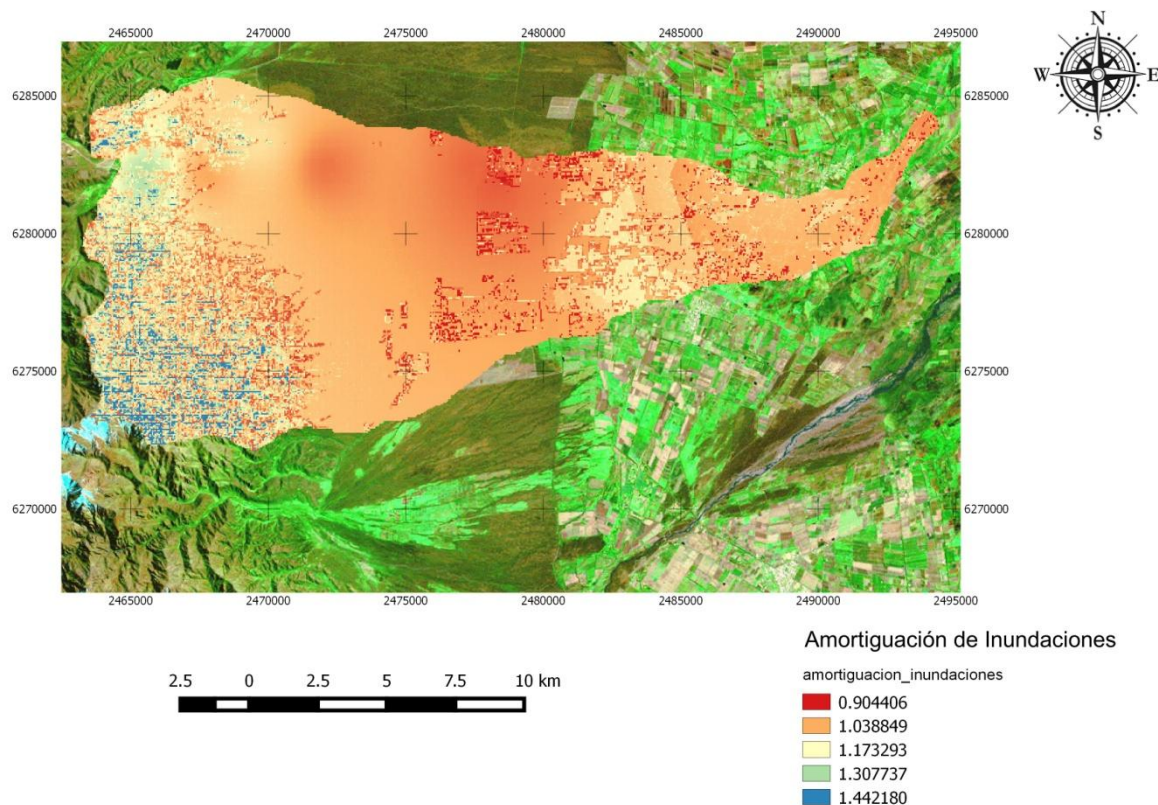 2465000 2470000 2475000 2480000 2485000 2490000 2495000
N
W E
S
6285000 6285000
6280000 6280000
6275000 6275000
6270000 6270000
2465000 2470000 2475000 2480000 2485000 2490000 2495000
Amortiguación de Inundaciones
2.5 0 2.5 5 7.5 10 km
amortiguacion_inundaciones
0.904406
1.038849
1.173293
1.307737
1.442180